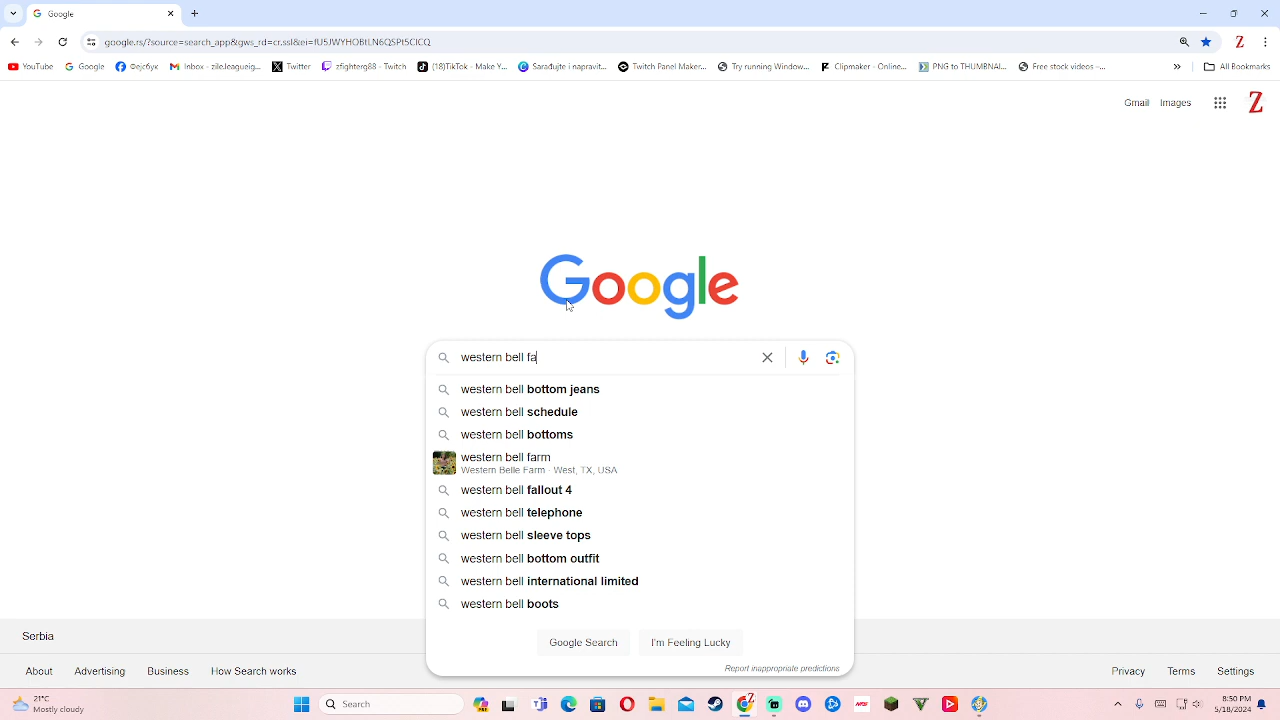 Google
google.rs/?source=search_app&gws_rd=cr,ssl&ei=fU5JWYHOBtLN6QSPt5CICQ
YouTube
Google
Фејсбук
Inbox - zile.leagueig...
Twitter
zfighterg88 - Twitch
(18)TikTok - Make Y...
Sarađujte i napravit...
Twitch Panel Maker...
Try running Window...
Clipmaker - Online...
PNG to THUMBNAI...
Free stock videos -...
»
All Bookmarks
Gmail
Images
Z
Google
western bell fa
western bell bottom jeans
western bell schedule
western bell bottoms
western bell farm
Western Belle Farm · West, TX, USA
western bell fallout 4
western bell telephone
western bell sleeve tops
western bell bottom outfit
western bell international limited
western bell boots
Google Search
I'm Feeling Lucky
Report inappropriate predictions
Serbia
About
Advertising
Business
How Search works
Privacy
Terms
Settings
21°C
Mostly cloudy
Search
8:50 PM
5/18/2024